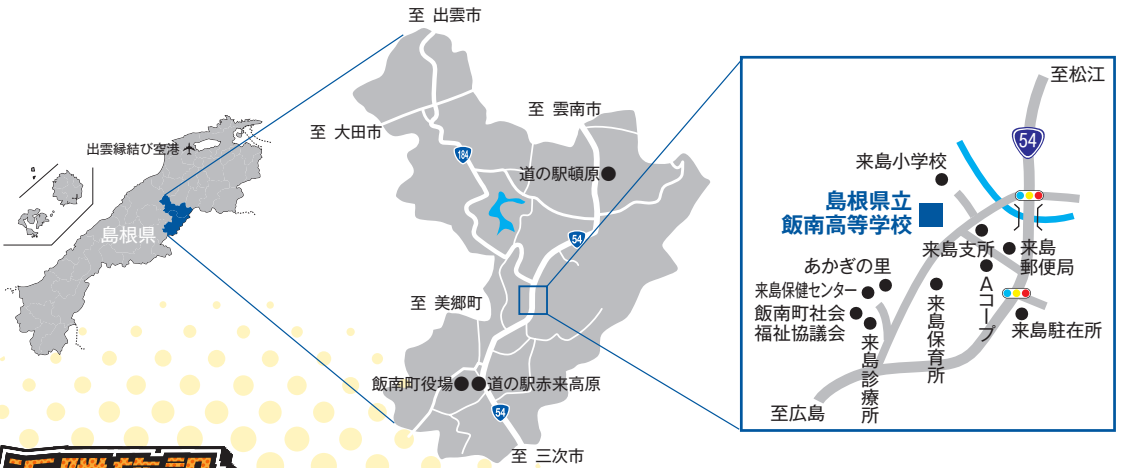 至 出雲市
至 雲南市
至 大田市
184
道の駅頓原
54
至 美郷町
飯南町役場
道の駅赤来高原
54
至 三次市
出雲縁結び空港
島根県
至松江
54
来島小学校
島根県立
飯南高等学校
来島支所
来島
郵便局
あかぎの里
来島保健センター
飯南町社会
福祉協議会
来島診療所
来島保育所
Aコープ
来島駐在所
至広島